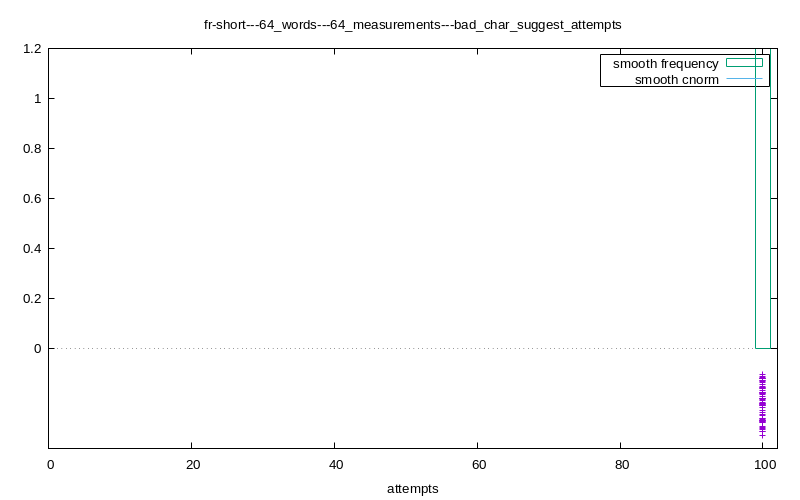 fr-short---64_words---64_measurements---bad_char_suggest_attempts
1.2
smooth frequency
smooth cnorm
1
0.8
0.6
0.4
0.2
0
0 20 40 60 80 100
attempts